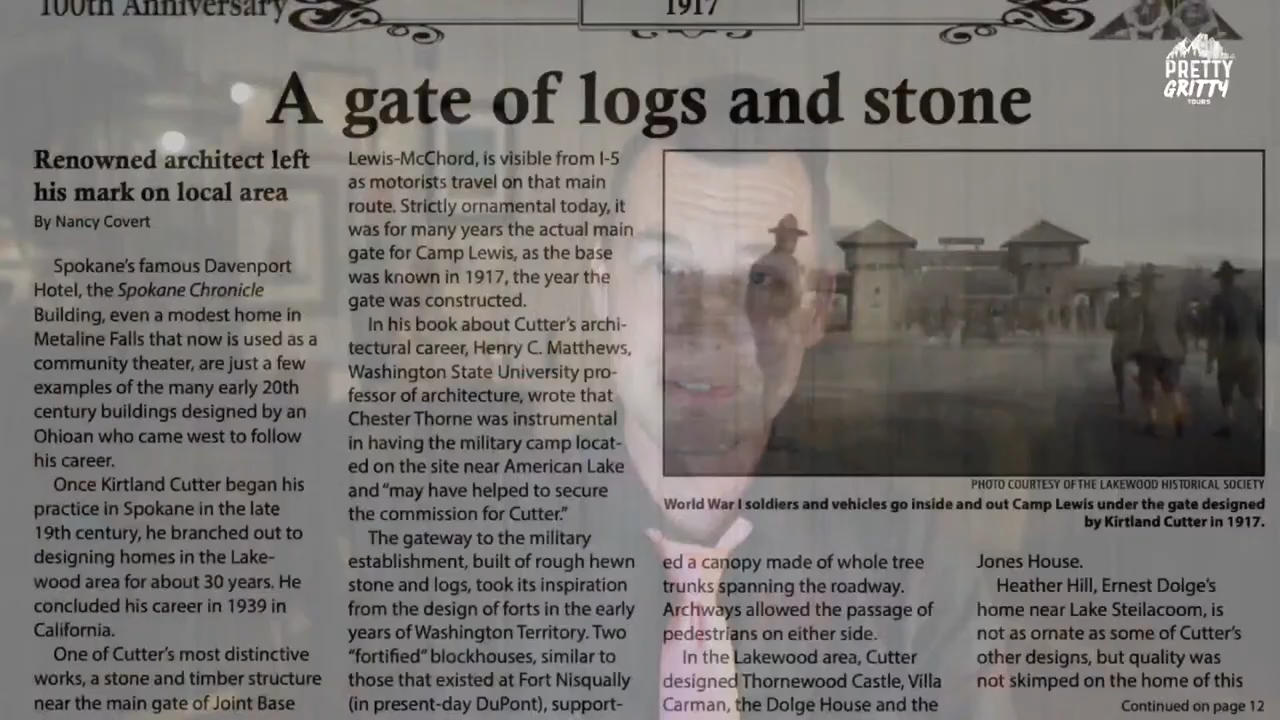 100th Anniversary
1917
PRETTY
GRITTY
TOURS
A gate of logs and stone
Renowned architect left
his mark on local area
By Nancy Covert
Spokane's famous Davenport
Hotel, the Spokane Chronicle
Building, even a modest home in
Metaline Falls that now is used as a
community theater, are just a few
examples of the many early 20th
century buildings designed by an
Ohioan who came west to follow
his career.
Once Kirtland Cutter began his
practice in Spokane in the late
19th century, he branched out to
designing homes in the Lake-
wood area for about 30 years. He
concluded his career in 1939 in
California.
One of Cutter's most distinctive
works, a stone and timber structure
near the main gate of Joint Base
Lewis-McChord, is visible from I-5
as motorists travel on that main
route. Strictly ornamental today, it
was for many years the actual main
gate for Camp Lewis, as the base
was known in 1917, the year the
gate was constructed.
In his book about Cutter's archi-
tectural career, Henry C. Matthews,
Washington State University pro-
fessor of architecture, wrote that
Chester Thorne was instrumental
in having the military camp locat-
ed on the site near American Lake
and "may have helped to secure
the commission for Cutter."
The gateway to the military
establishment, built of rough hewn
stone and logs, took its inspiration
from the design of forts in the early
years of Washington Territory. Two
"fortified" blockhouses, similar to
those that existed at Fort Nisqually
(in present-day DuPont), support-
PHOTO COURTESY OF THE LAKEWOOD HISTORICAL SOCIETY
World War I soldiers and vehicles go inside and out Camp Lewis under the gate designed
by Kirtland Cutter in 1917.
ed a canopy made of whole tree
trunks spanning the roadway.
Archways allowed the passage of
pedestrians on either side.
In the Lakewood area, Cutter
designed Thornewood Castle, Villa
Carman, the Dolge House and the
Jones House.
Heather Hill, Ernest Dolge's
home near Lake Steilacoom, is
not as ornate as some of Cutter's
other designs, but quality was
not skimped on the home of this
Continued on page 12